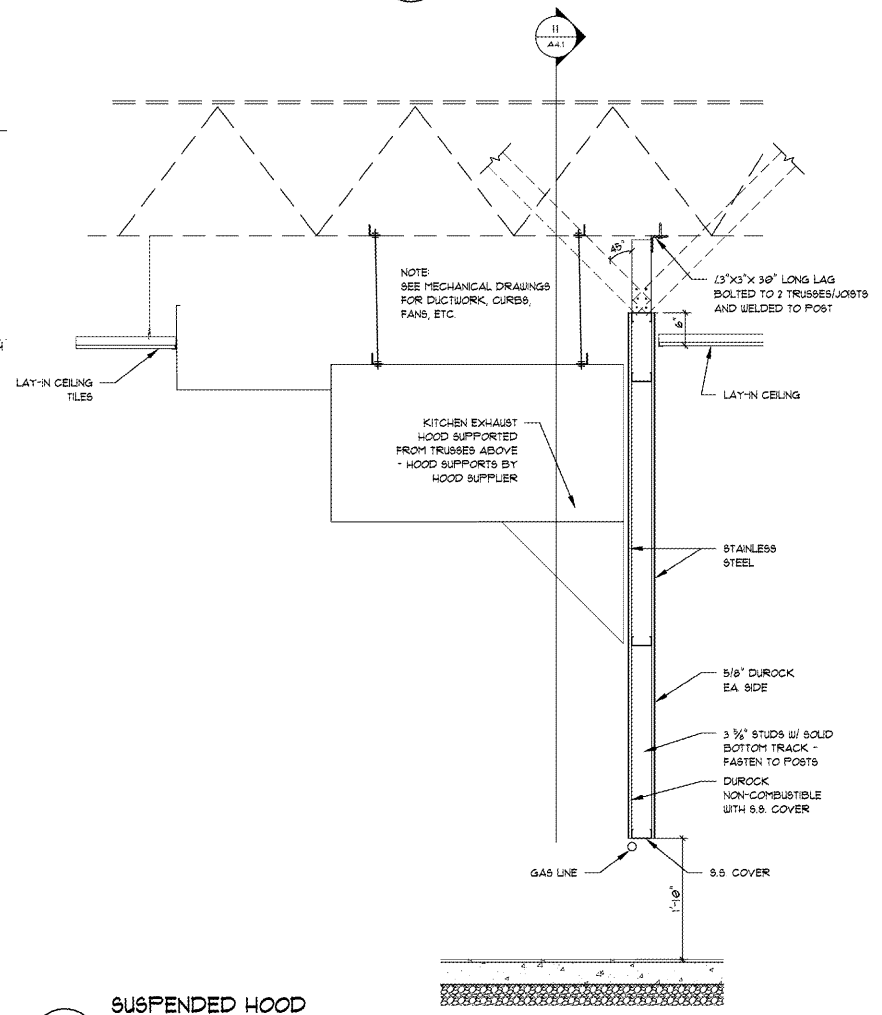 11
A4.1
45°
NOTE:
SEE MECHANICAL DRAWINGS
FOR DUCTWORK, CURBS,
FANS, ETC.
L3"X3"X 30" LONG LAG
BOLTED TO 2 TRUSSES/JOISTS
AND WELDED TO POST
6"
LAY-IN CEILING
TILES
LAY-IN CEILING
KITCHEN EXHAUST
HOOD SUPPORTED
FROM TRUSSES ABOVE
- HOOD SUPPORTS BY
HOOD SUPPLIER
STAINLESS
STEEL
5/8" DUROCK
EA. SIDE
3 5/8" STUDS W/ SOLID
BOTTOM TRACK -
FASTEN TO POSTS
DUROCK
NON-COMBUSTIBLE
WITH S.S. COVER
GAS LINE
S.S. COVER
1'-10"
SUSPENDED HOOD